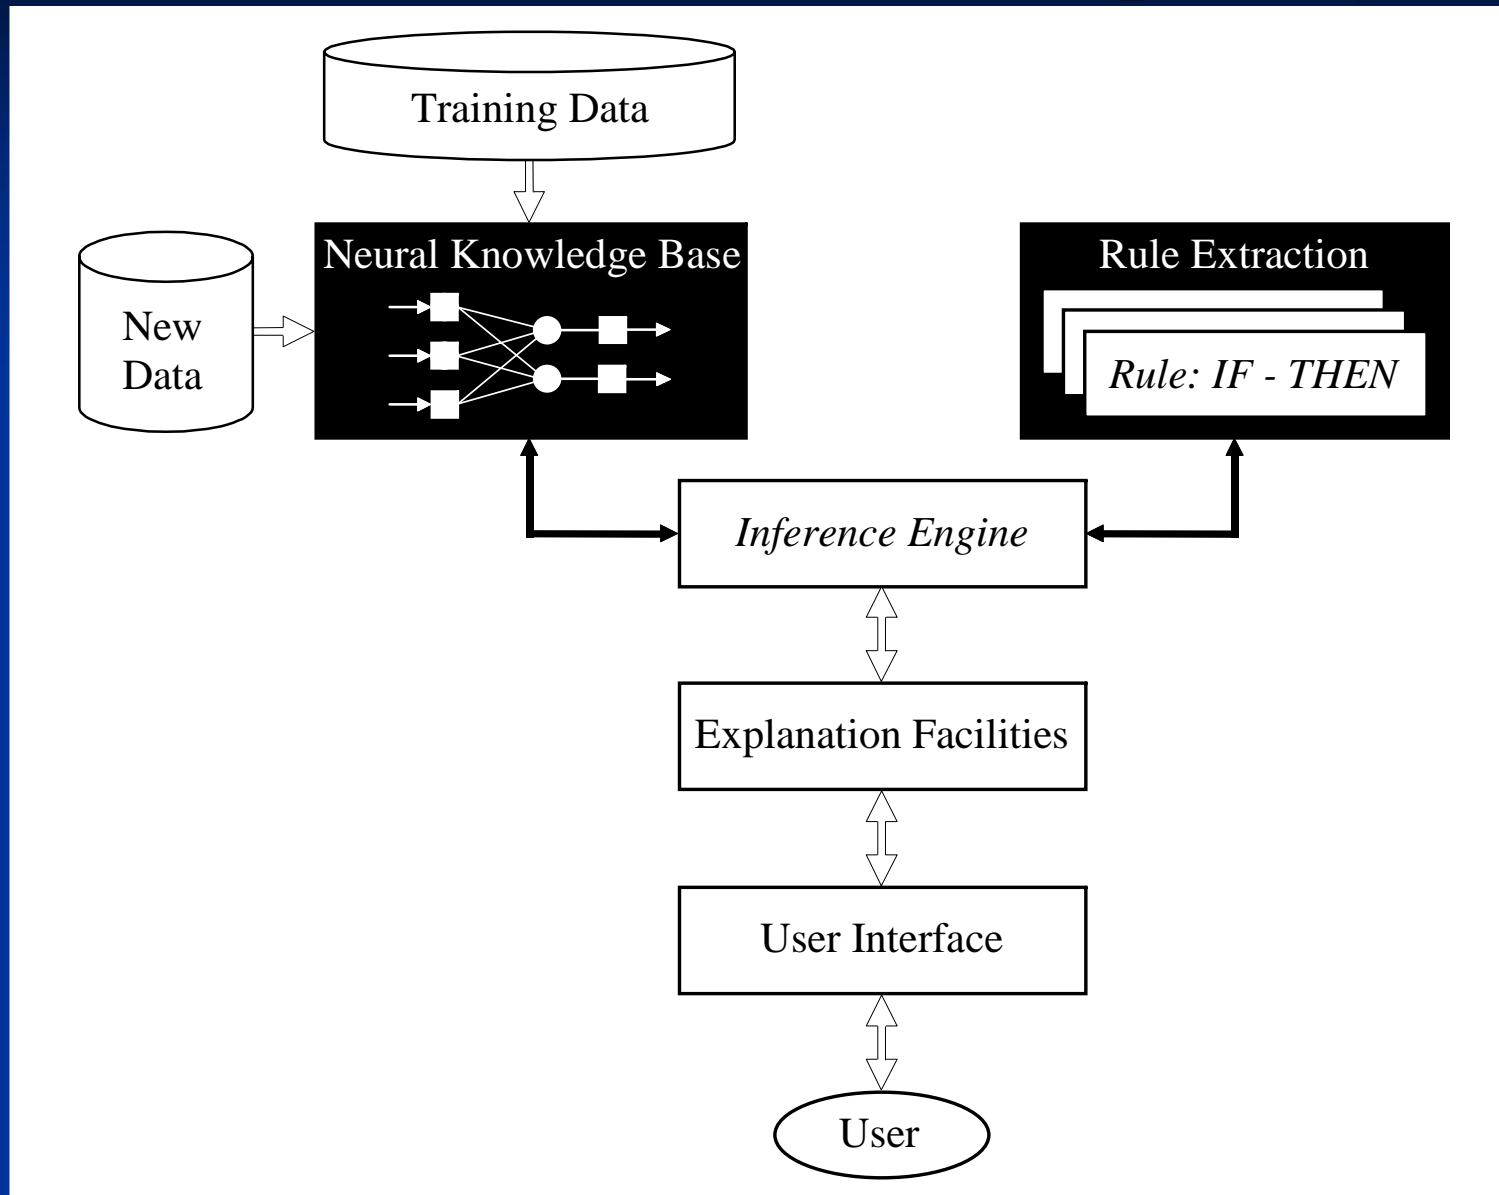 Training Data
Neural Knowledge Base
Rule Extraction
New
Data
Rule: IF - THEN
Inference Engine
Explanation Facilities
User Interface
User